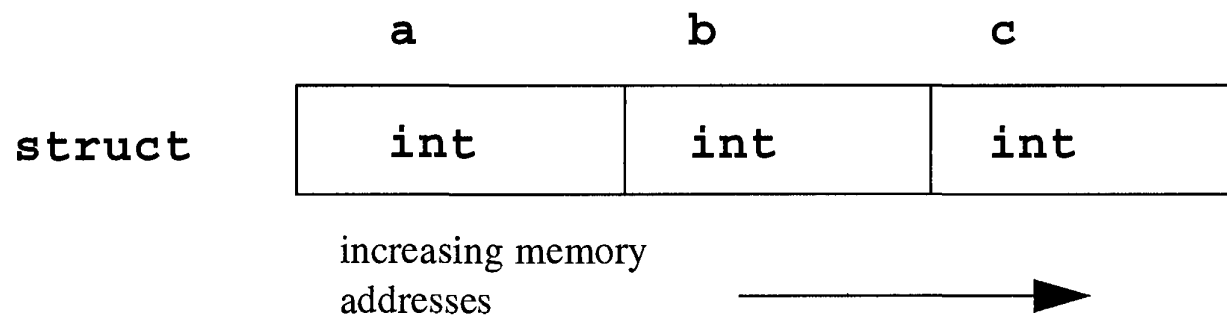 a b c
struct int int int
increasing memory
addresses